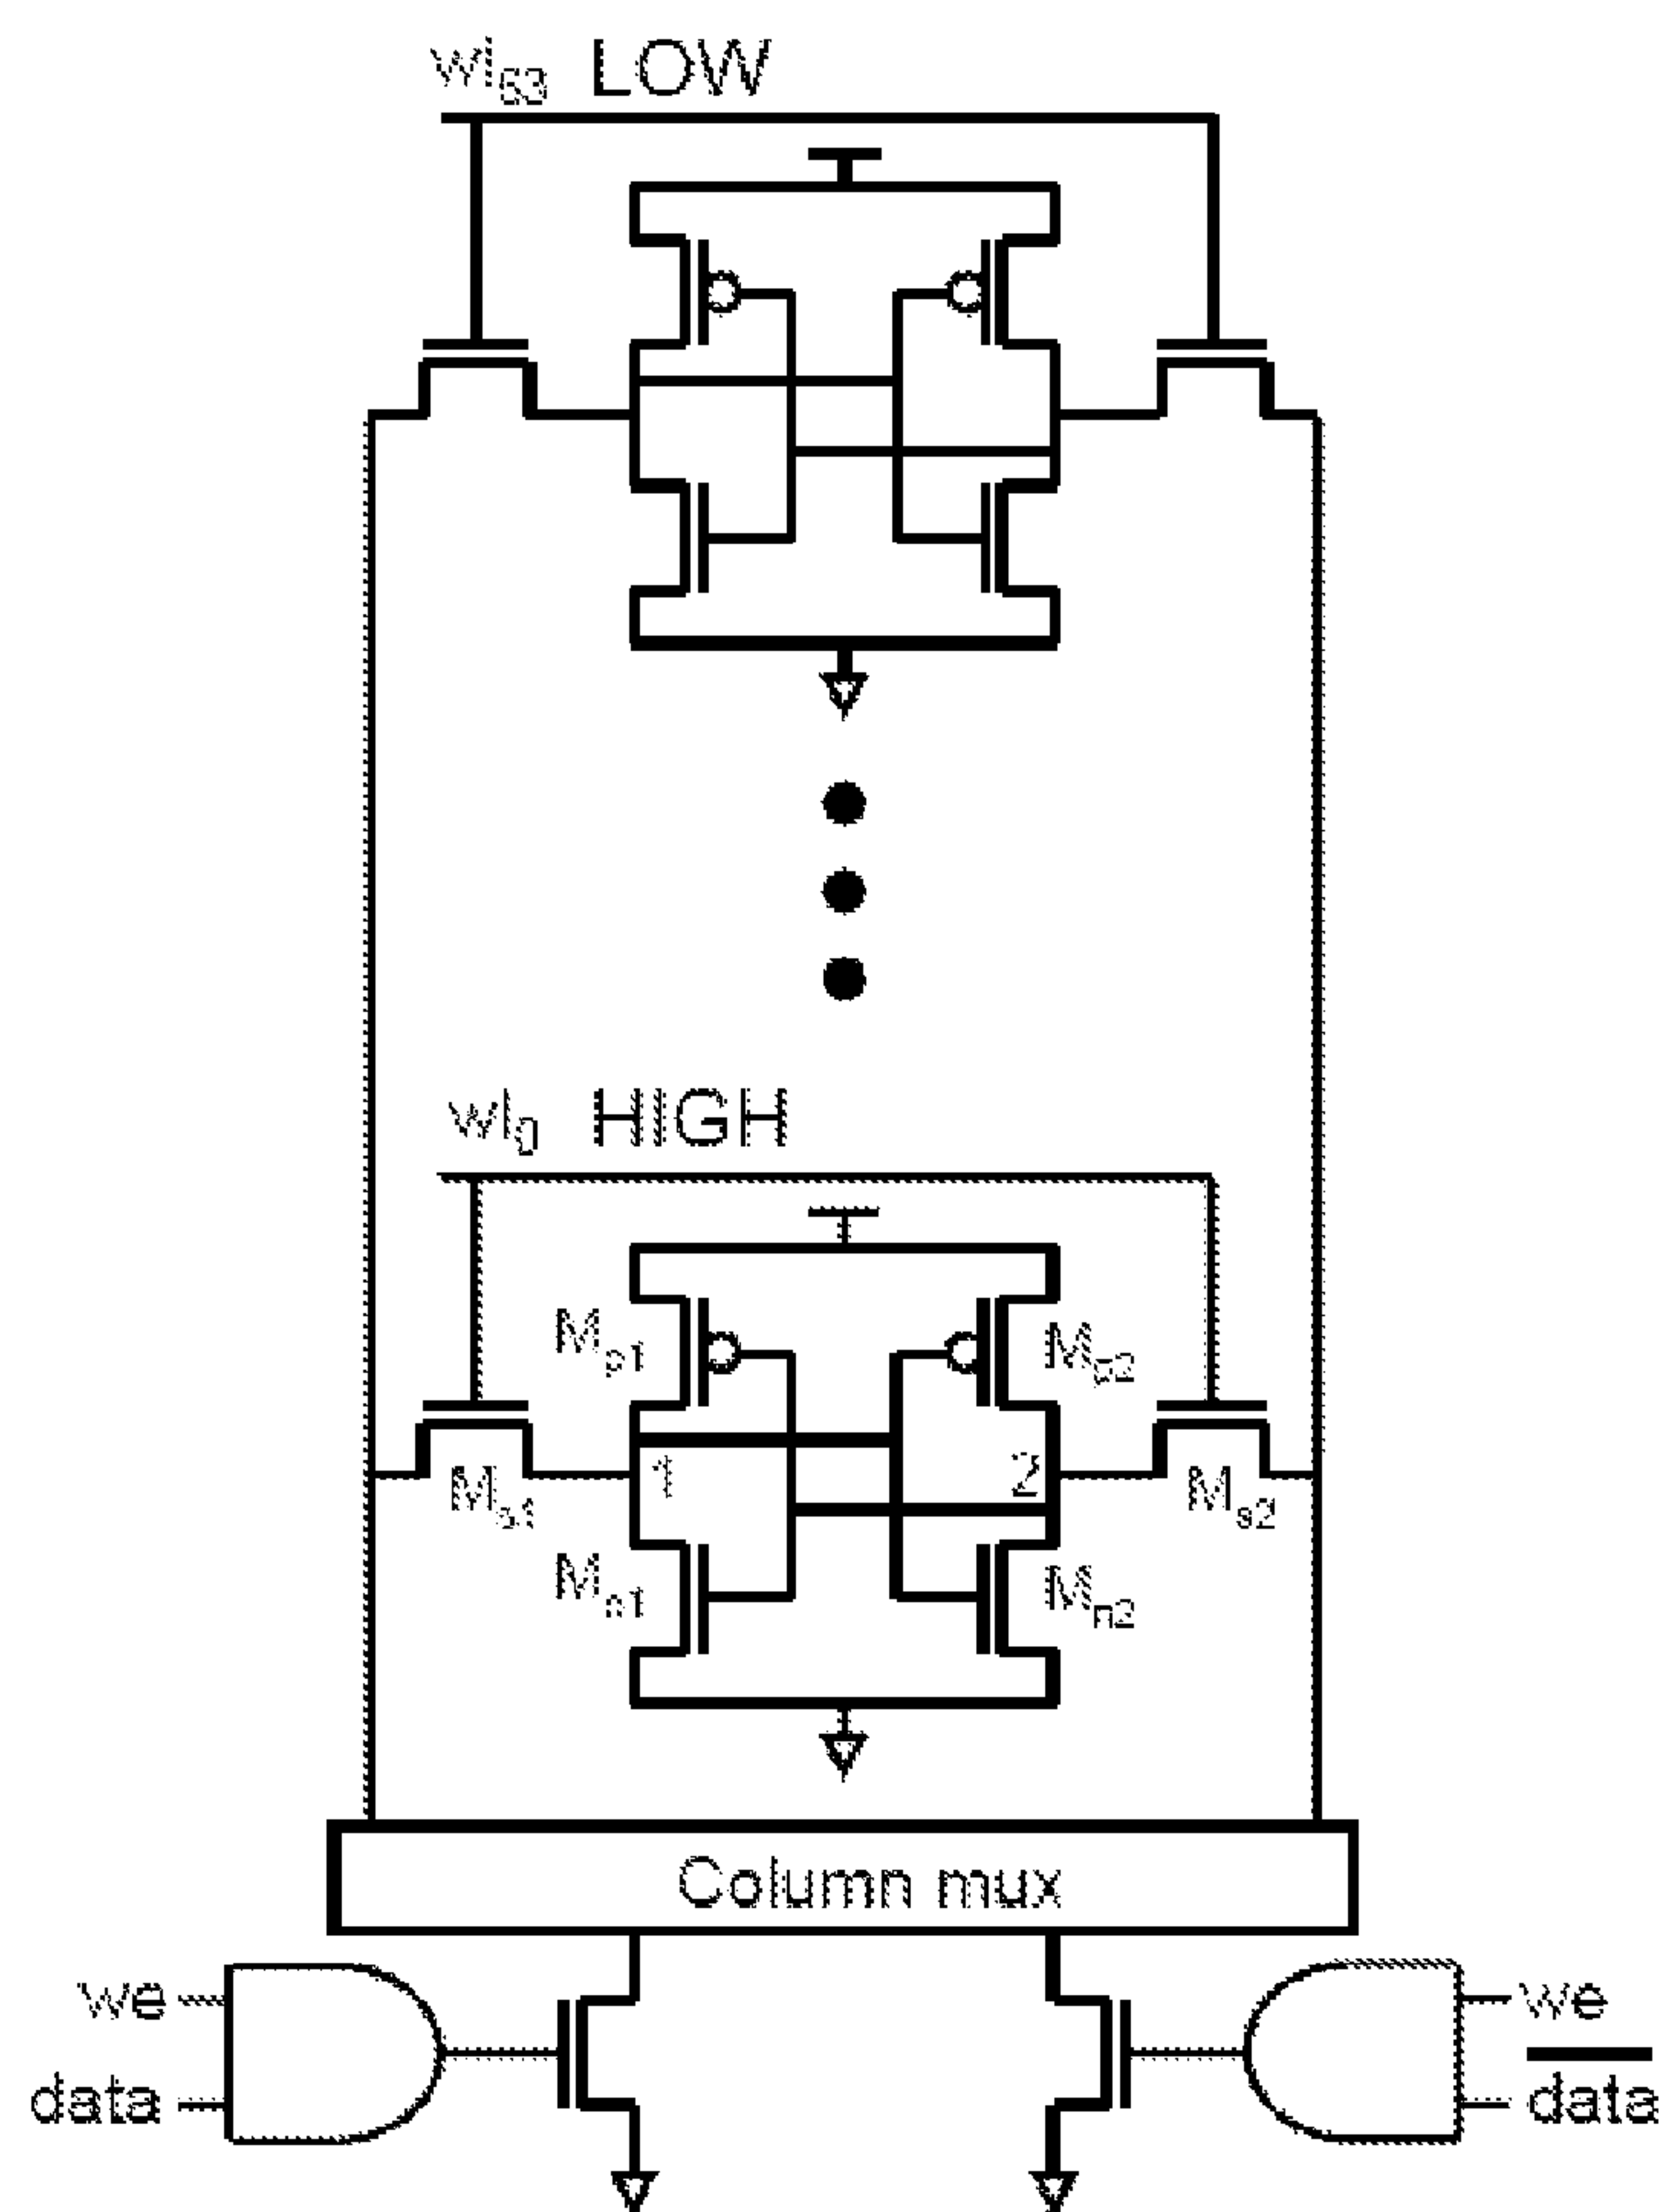 wl63 LOW
wl0 HIGH
Mp1
Mp2
1
2
Ms1
Ms2
Mn1
Mn2
Column mux
we
we
data
data